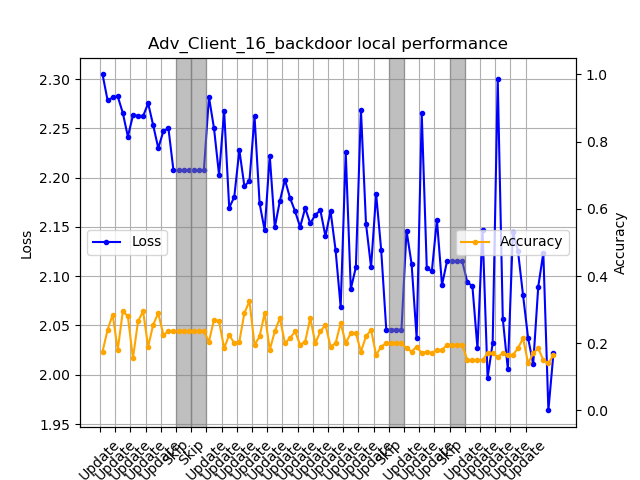 Adv_Client_16_backdoor local performance
2.30
2.25
2.20
2.15
2.10
2.05
2.00
1.95
Loss
Loss
Accuracy
1.0
0.8
0.6
0.4
0.2
0.0
Accuracy
Update
Update
Update
Update
Update
Skip
Skip
Update
Update
Update
Update
Update
Update
Update
Update
Update
Update
Update
Update
Skip
Update
Update
Update
Skip
Update
Update
Update
Update
Update